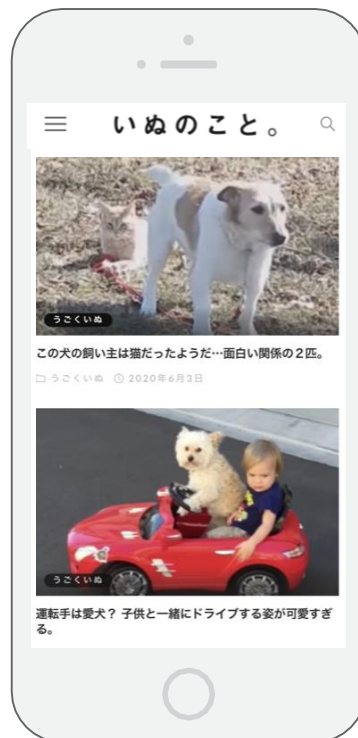 いぬのこと。
うごくいぬ
この犬の飼い主は猫だったようだ…面白い関係の2匹。
うごくいぬ 2020年6月3日
うごくいぬ
運転手は愛犬? 子供と一緒にドライブする姿が可愛すぎ
る。